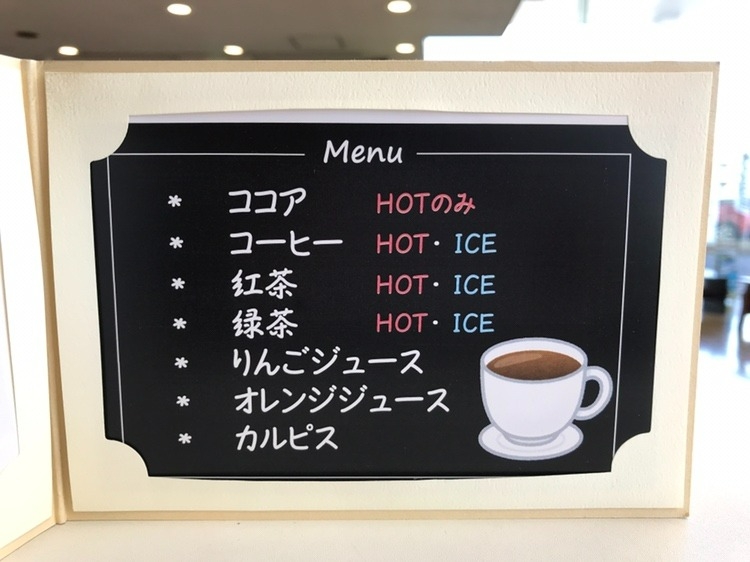 Menu
* ココア HOTのみ
* コーヒー HOT・ICE
* 紅茶 HOT・ICE
* 緑茶 HOT・ICE
* りんごジュース
* オレンジジュース
* カルピス